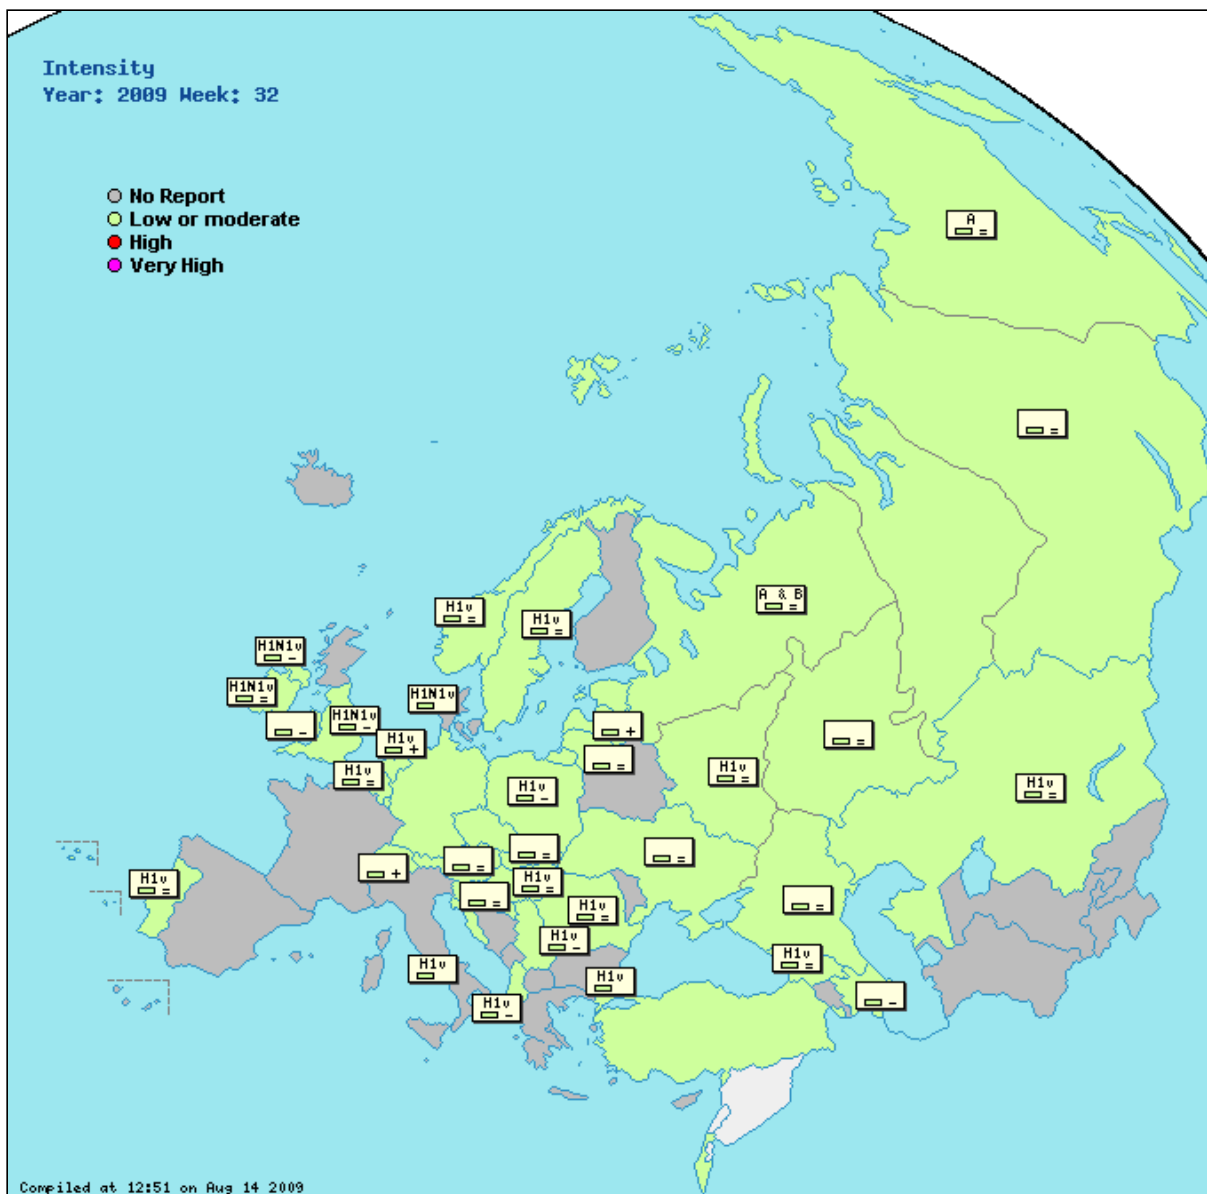 Intensity
Year: 2009 Week: 32
No Report
Low or moderate
High
Very High
A
=
=
A & B
=
H1v
=
H1v
=
H1N1v
-
H1N1v
=
-
H1N1v
-
H1N1v
H1v
+
H1v
=
+
=
H1v
-
H1v
=
=
H1v
=
=
=
=
H1v
=
=
+
H1v
=
=
H1v
=
H1v
-
=
H1v
=
H1v
H1v
-
H1v
-
Compiled at 12:51 on Aug 14 2009